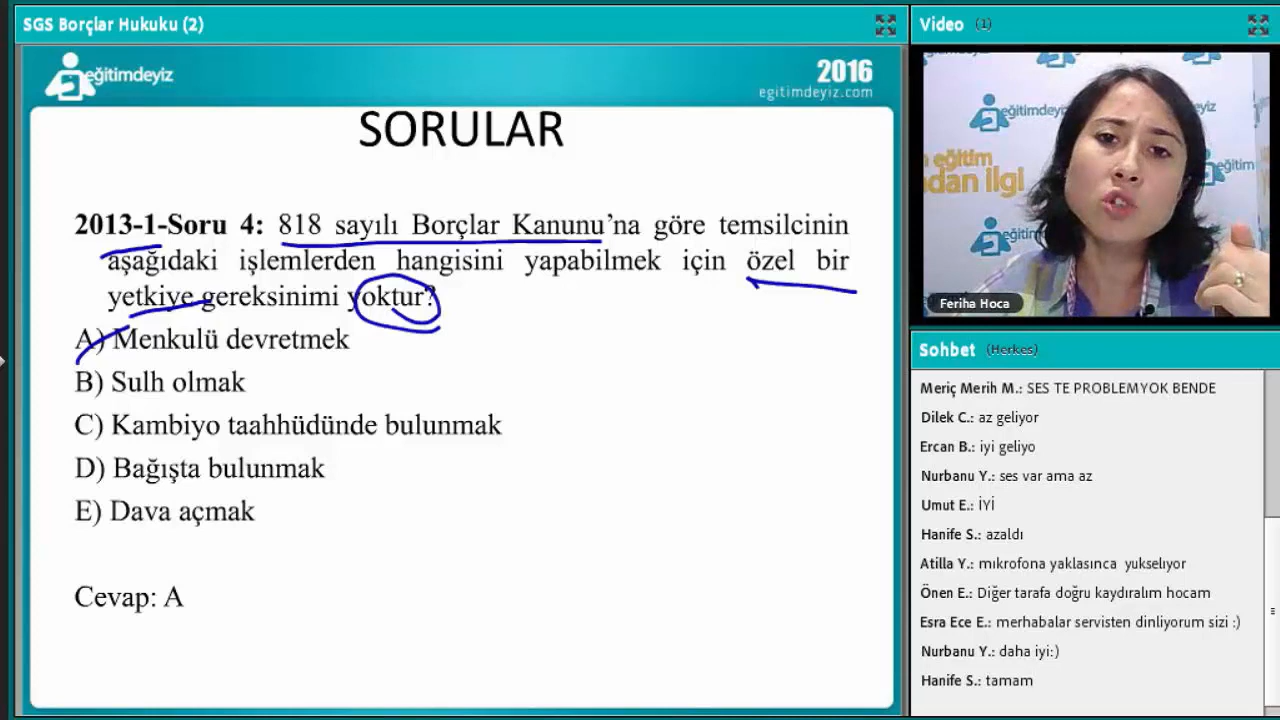 SGS Borçlar Hukuku (2)
eğitimdeyiz
2016
egitimdeyiz.com
SORULAR
2013-1-Soru 4: 818 sayılı Borçlar Kanunu’na göre temsilcinin
aşağıdaki işlemlerden hangisini yapabilmek için özel bir
yetkiye gereksinimi yoktur?
A) Menkulü devretmek
B) Sulh olmak
C) Kambiyo taahhüdünde bulunmak
D) Bağışta bulunmak
E) Dava açmak
Cevap: A
Video (1)
eğitimdeyiz
eğitim
Feriha Hoca
Sohbet (Herkes)
Meriç Merih M.: SES TE PROBLEMYOK BENDE
Dilek C.: az geliyor
Ercan B.: iyi geliyo
Nurbanu Y.: ses var ama az
Umut E.: İYİ
Hanife S.: azaldı
Atilla Y.: mıkrofona yaklasınca yukselıyor
Önen E.: Diğer tarafa doğru kaydıralım hocam
Esra Ece E.: merhabalar servisten dinliyorum sizi :)
Nurbanu Y.: daha iyi:)
Hanife S.: tamam